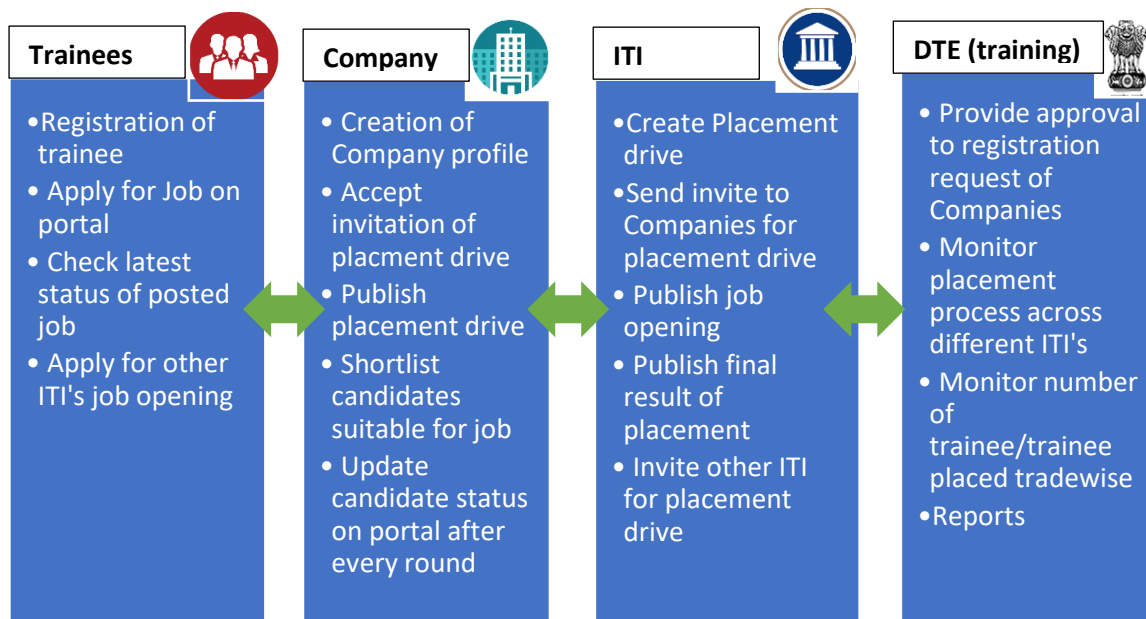 Trainees
•Registration of
trainee
• Apply for Job on
portal
• Check latest
status of posted
job
• Apply for other
ITI's job opening
Company
• Creation of
Company profile
• Accept
invitation of
placment drive
• Publish
placement drive
• Shortlist
candidates
suitable for job
• Update
candidate status
on portal after
every round
ITI
•Create Placement
drive
•Send invite to
Companies for
placement drive
• Publish job
opening
• Publish final
result of
placement
• Invite other ITI
for placement
drive
DTE (training)
• Provide approval
to registration
request of
Companies
• Monitor
placement
process across
different ITI's
• Monitor number
of
trainee/trainee
placed tradewise
•Reports